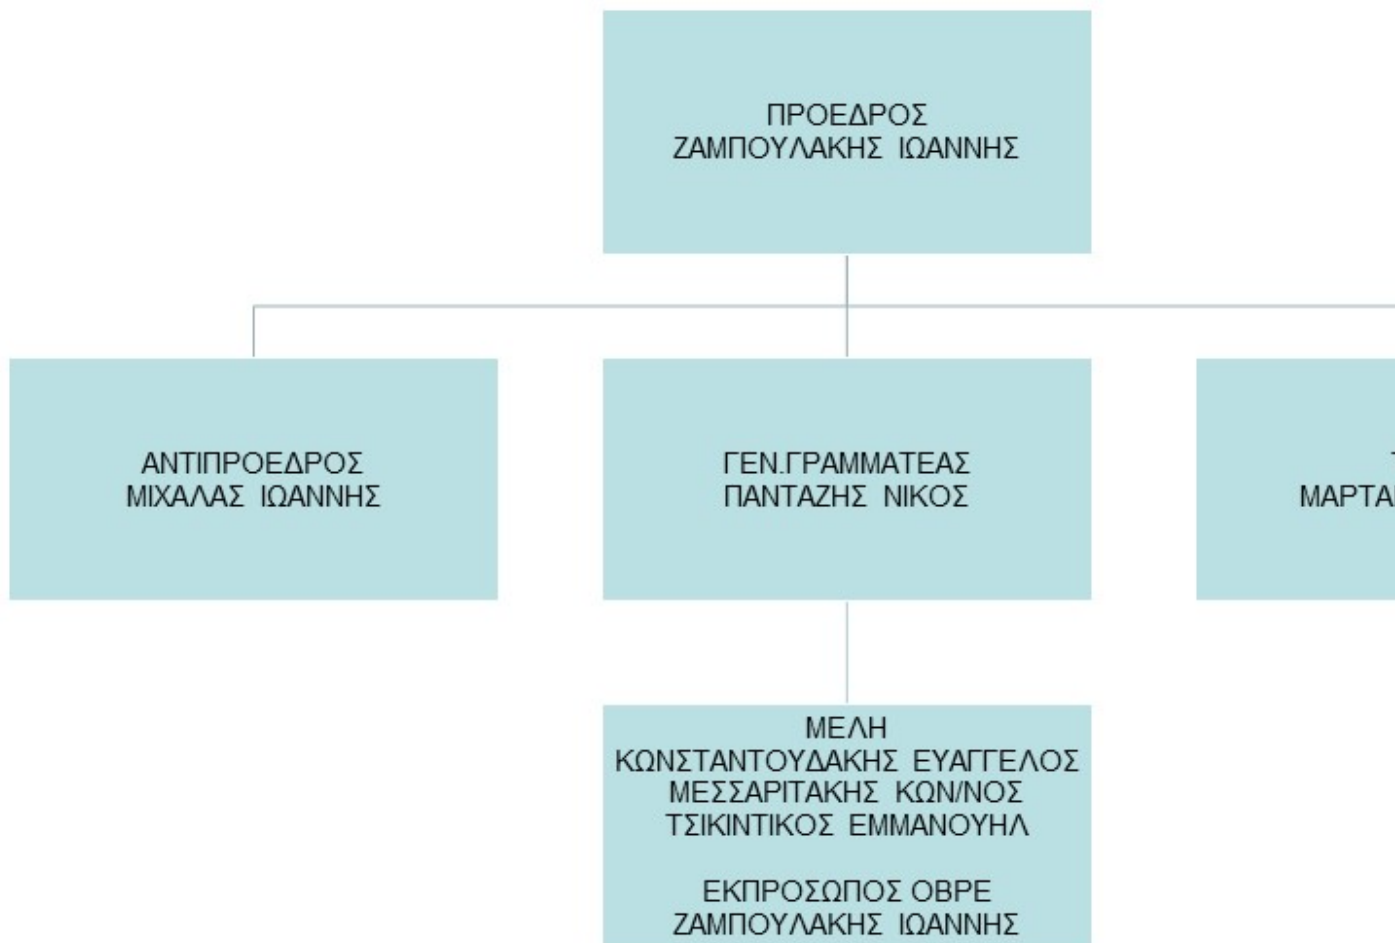 ΠΡΟΕΔΡΟΣ
ΖΑΜΠΟΥΛΑΚΗΣ ΙΩΑΝΝΗΣ
ΑΝΤΙΠΡΟΕΔΡΟΣ
ΜΙΧΑΛΑΣ ΙΩΑΝΝΗΣ
ΓΕΝ.ΓΡΑΜΜΑΤΕΑΣ
ΠΑΝΤΑΖΗΣ ΝΙΚΟΣ
ΜΕΛΗ
ΚΩΝΣΤΑΝΤΟΥΔΑΚΗΣ ΕΥΑΓΓΕΛΟΣ
ΜΕΣΣΑΡΙΤΑΚΗΣ ΚΩΝ/ΝΟΣ
ΤΣΙΚΙΝΤΙΚΟΣ ΕΜΜΑΝΟΥΗΛ
ΕΚΠΡΟΣΩΠΟΣ ΟΒΡΕ
ΖΑΜΠΟΥΛΑΚΗΣ ΙΩΑΝΝΗΣ